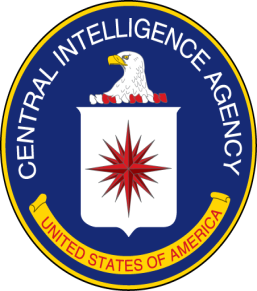 CENTRAL INTELLIGENCE AGENCY
UNITED STATES OF AMERICA